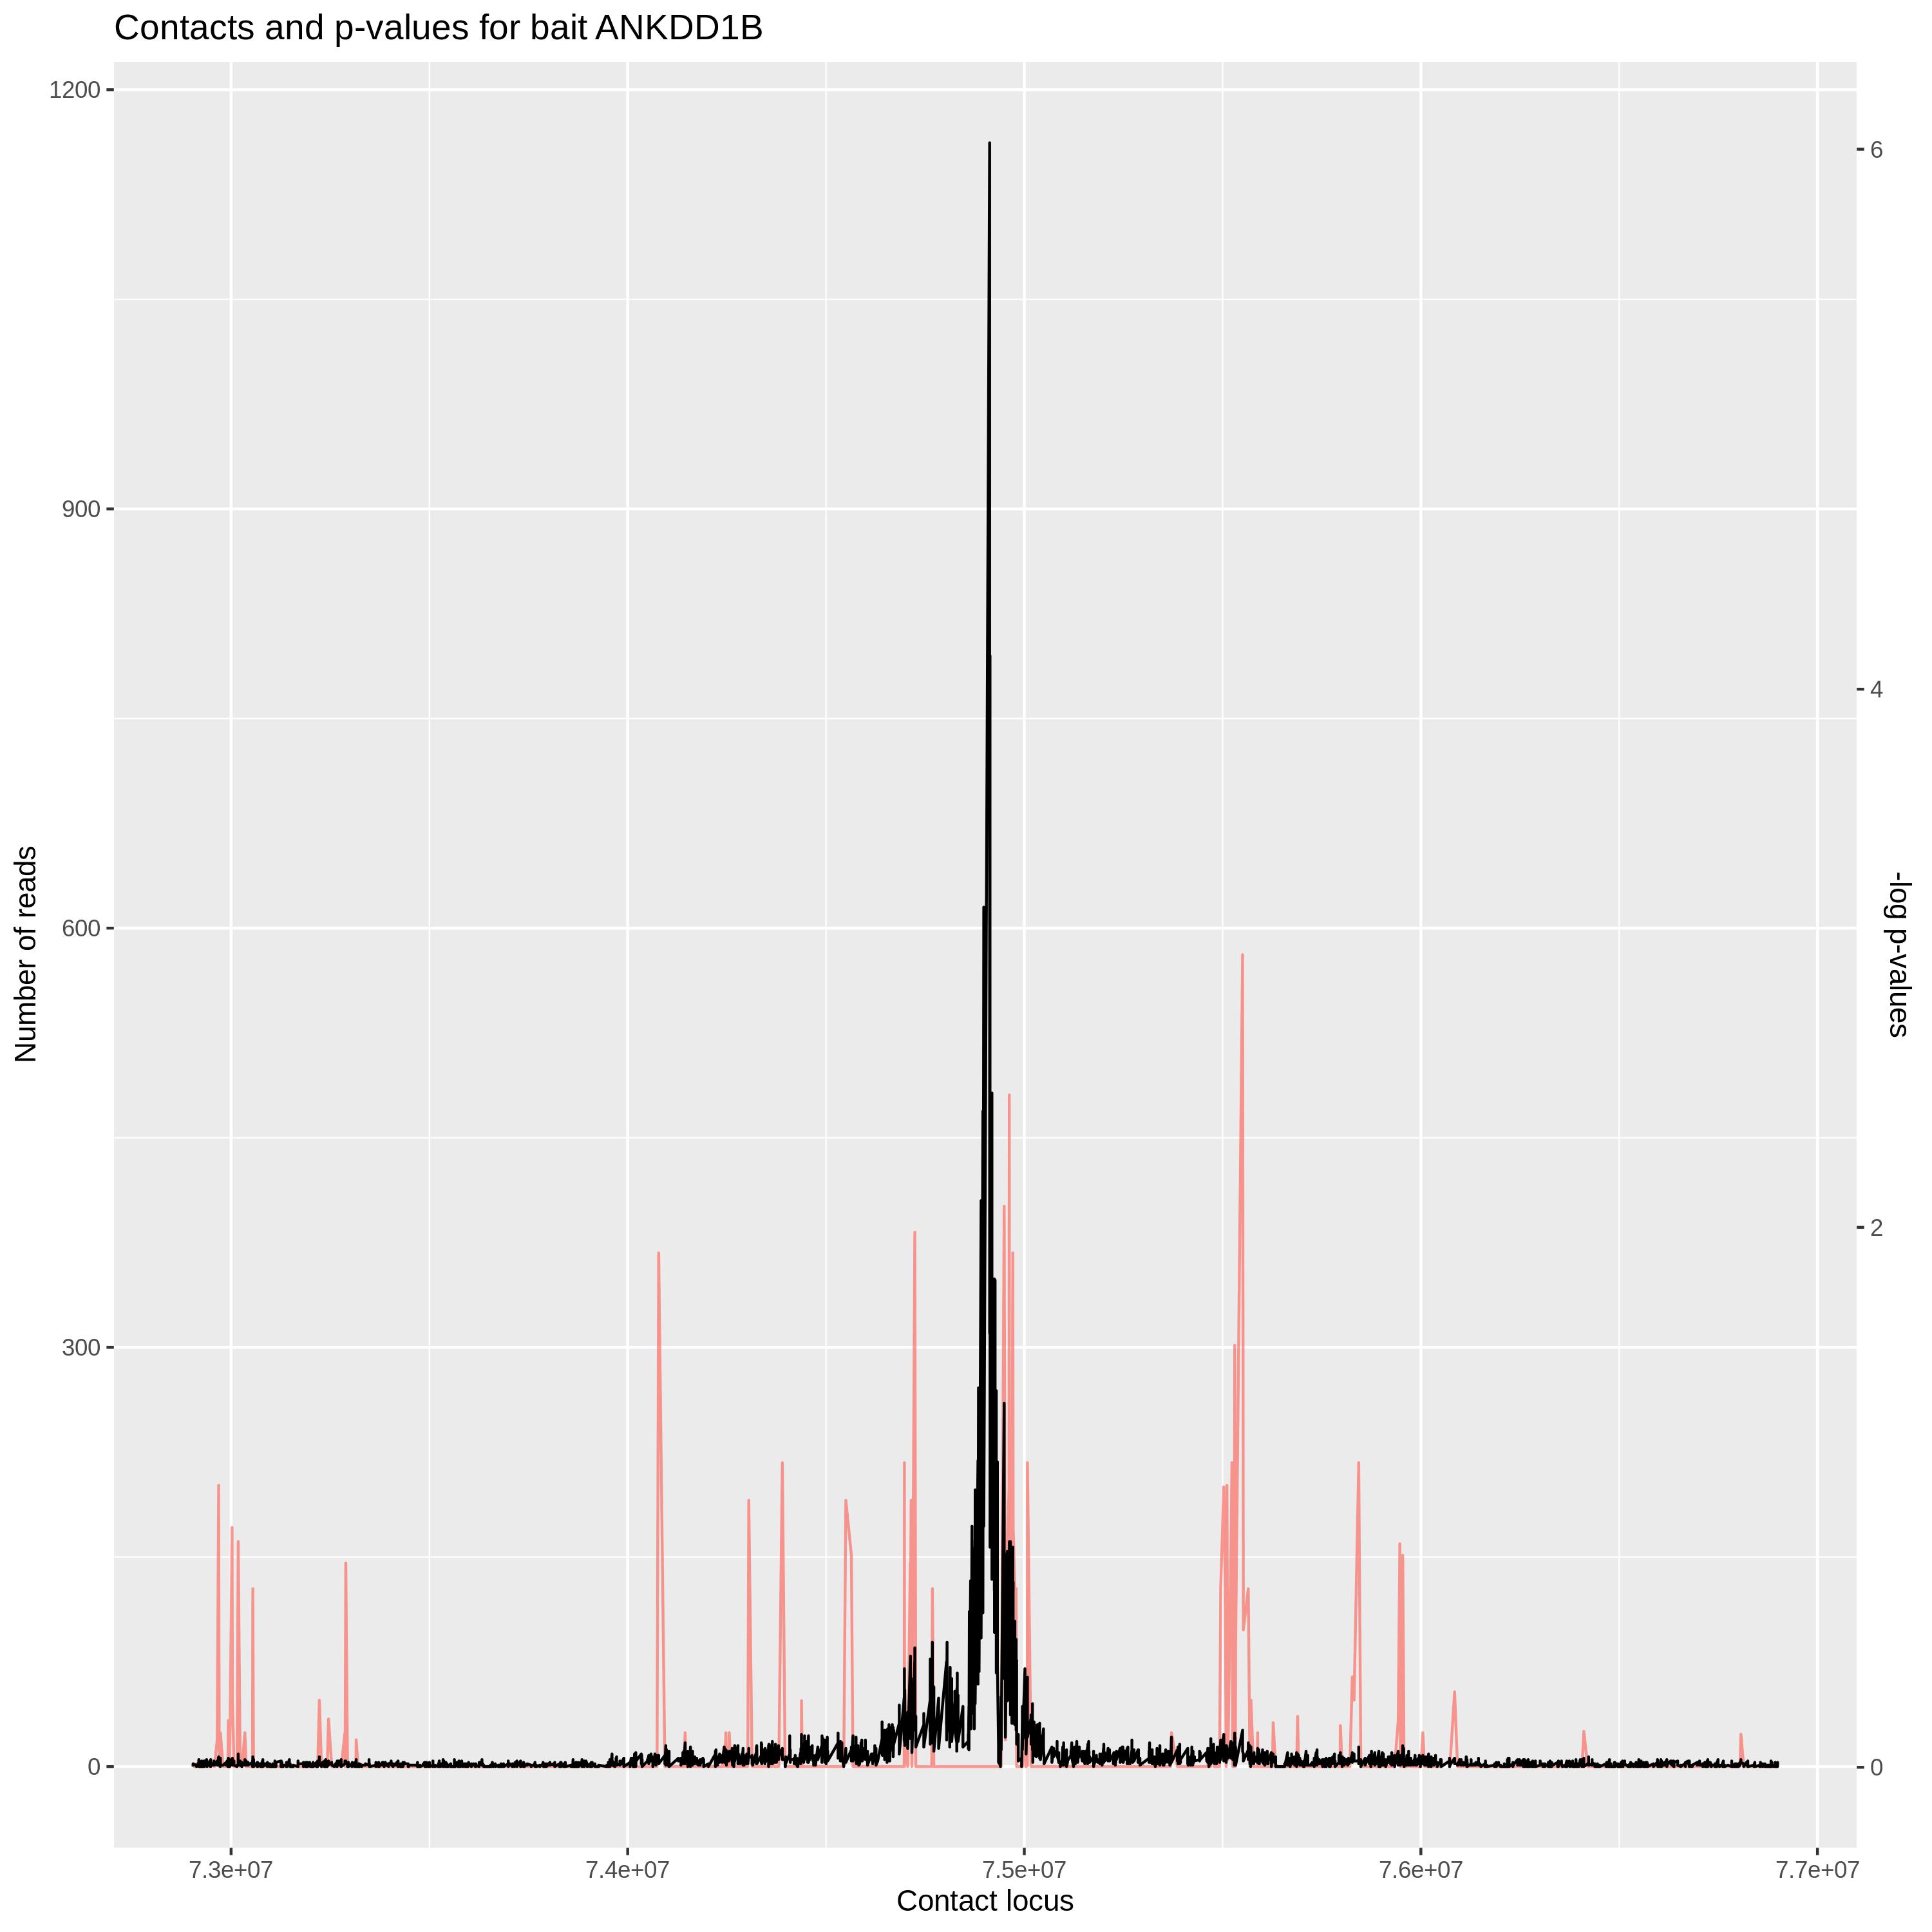 Contacts and p-values for bait ANKDD1B
1200
900
600
300
0
Number of reads
6
4
2
0
-log p-values
7.3e+07
7.4e+07
7.5e+07
7.6e+07
7.7e+07
Contact locus